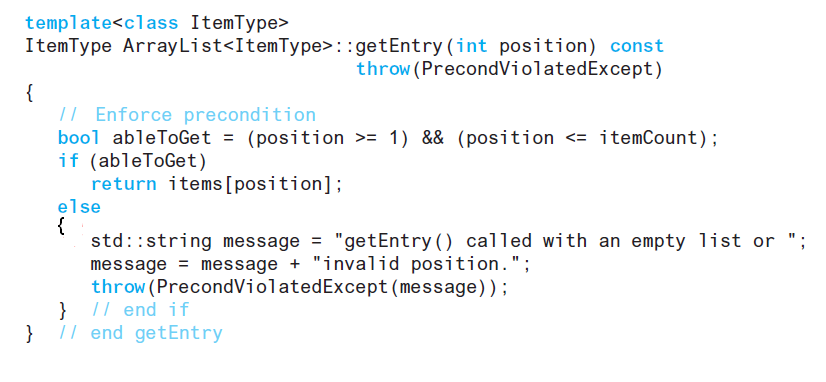 template<class ItemType>
ItemType ArrayList<ItemType>::getEntry(int position) const
                              throw(PrecondViolatedExcept)
{
   // Enforce precondition
   bool ableToGet = (position >= 1) && (position <= itemCount);
   if (ableToGet)
      return items[position];
   else
   {
      std::string message = "getEntry() called with an empty list or ";
      message = message + "invalid position.";
      throw(PrecondViolatedExcept(message));
   }  // end if
}  // end getEntry